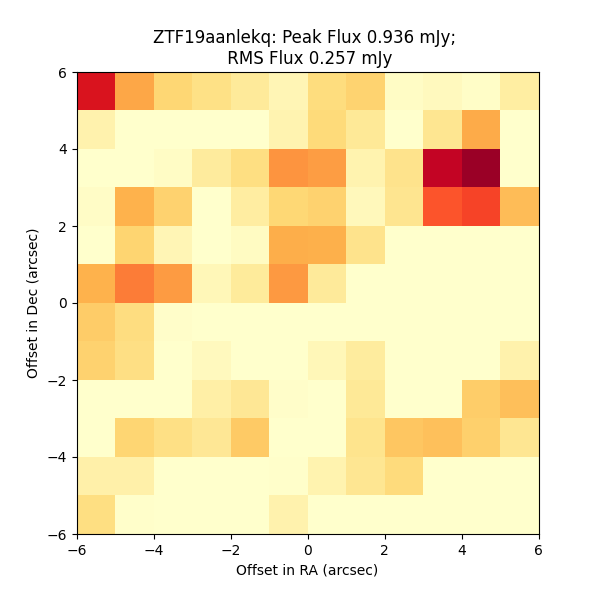 ZTF19aanlekq: Peak Flux 0.936 mJy;
RMS Flux 0.257 mJy
6
4
2
0
−2
−4
−6
Offset in Dec (arcsec)
−6 −4 −2 0 2 4 6
Offset in RA (arcsec)